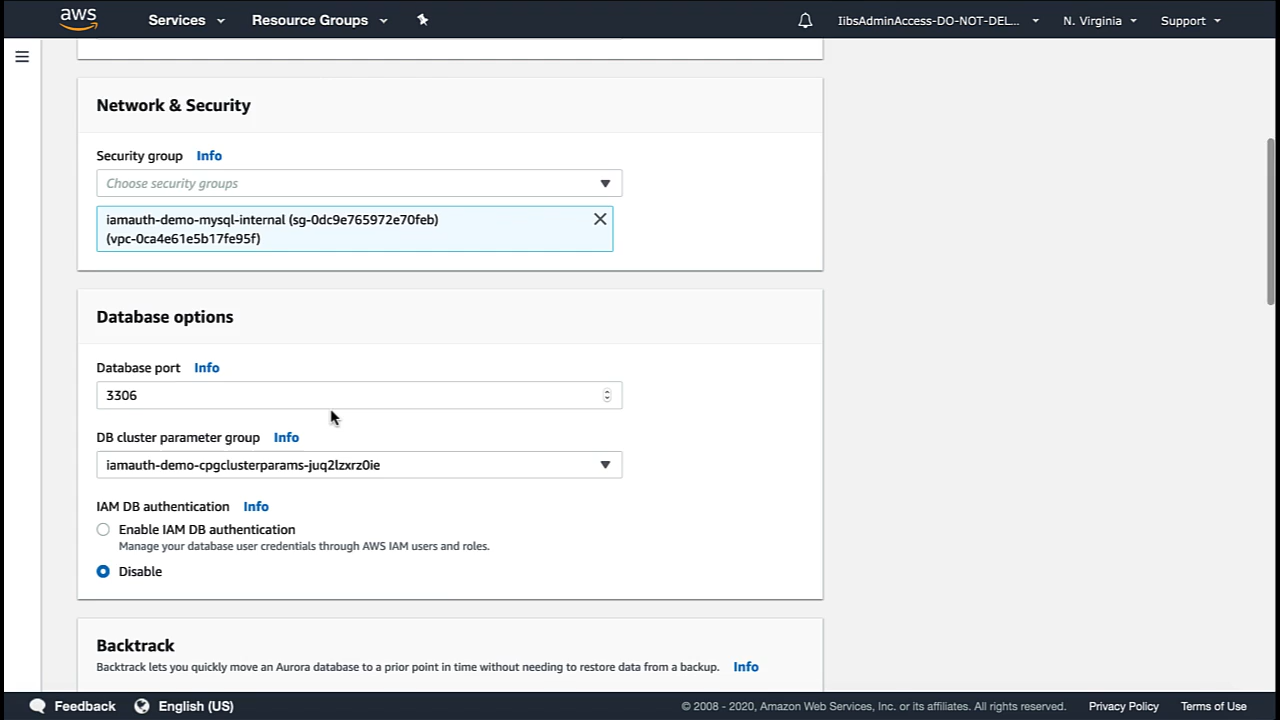 aws Services Resource Groups IibsAdminAccess-DO-NOT-DEL... N. Virginia Support
Network & Security
Security group Info
Choose security groups
iamauth-demo-mysql-internal (sg-0dc9e765972e70feb)
(vpc-0ca4e61e5b17fe95f)
Database options
Database port Info
3306
DB cluster parameter group Info
iamauth-demo-cpgclusterparams-juq2lzxrz0ie
IAM DB authentication Info
Enable IAM DB authentication
Manage your database user credentials through AWS IAM users and roles.
Disable
Backtrack
Backtrack lets you quickly move an Aurora database to a prior point in time without needing to restore data from a backup. Info
Feedback English (US) © 2008 - 2020, Amazon Web Services, Inc. or its affiliates. All rights reserved. Privacy Policy Terms of Use